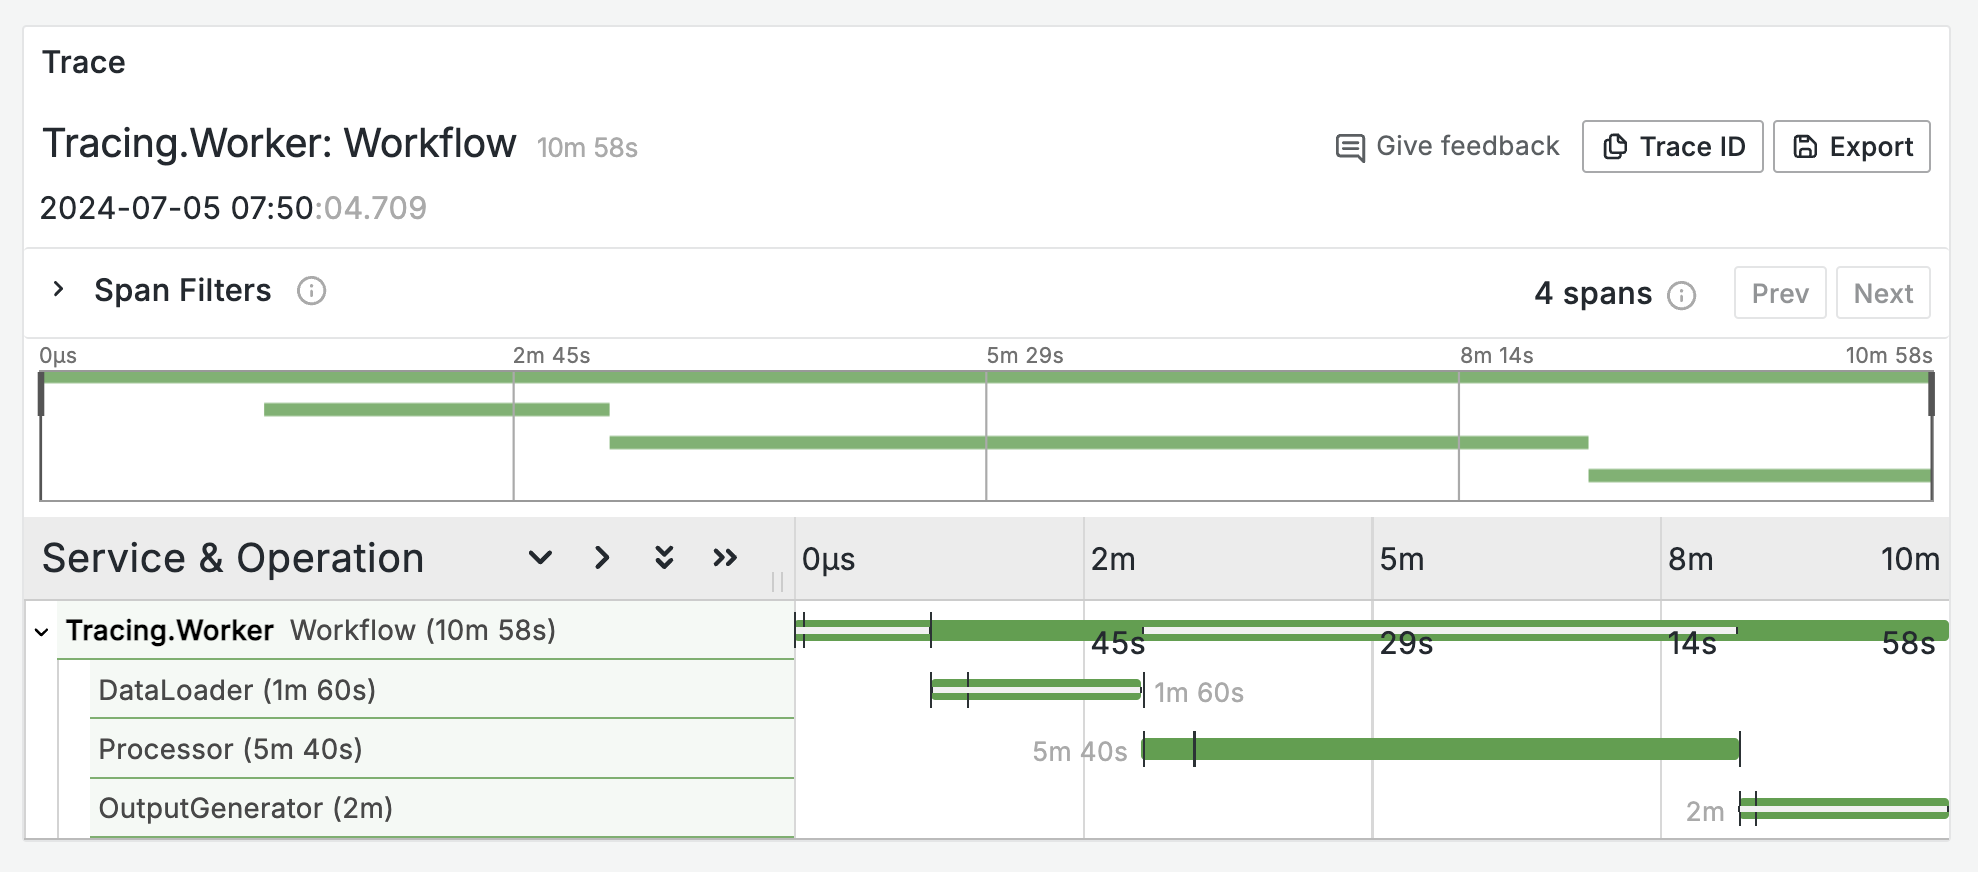 Trace
Tracing.Worker: Workflow 10m 58s
Give feedback
Trace ID
Export
2024-07-05 07:50:04.709
Span Filters
4 spans
Prev
Next
0μs 2m 45s 5m 29s 8m 14s 10m 58s
Service & Operation
0μs 2m 5m 8m 10m
45s 29s 14s 58s
Tracing.Worker Workflow (10m 58s)
DataLoader (1m 60s)
1m 60s
Processor (5m 40s)
5m 40s
OutputGenerator (2m)
2m